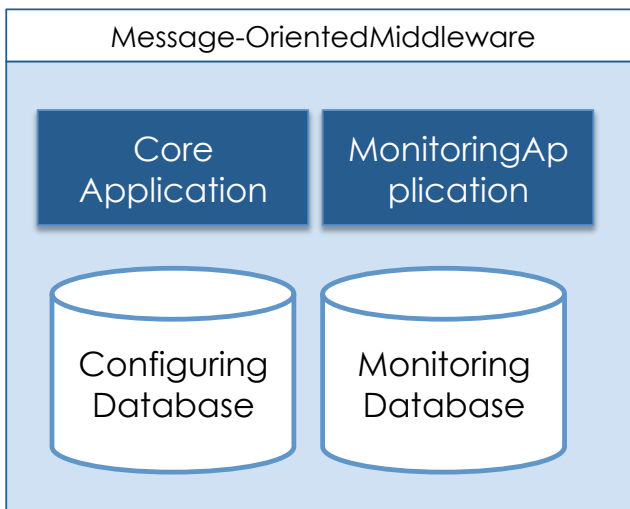 Message-OrientedMiddleware
Core
Application
MonitoringAp
plication
Configuring
Database
Monitoring
Database